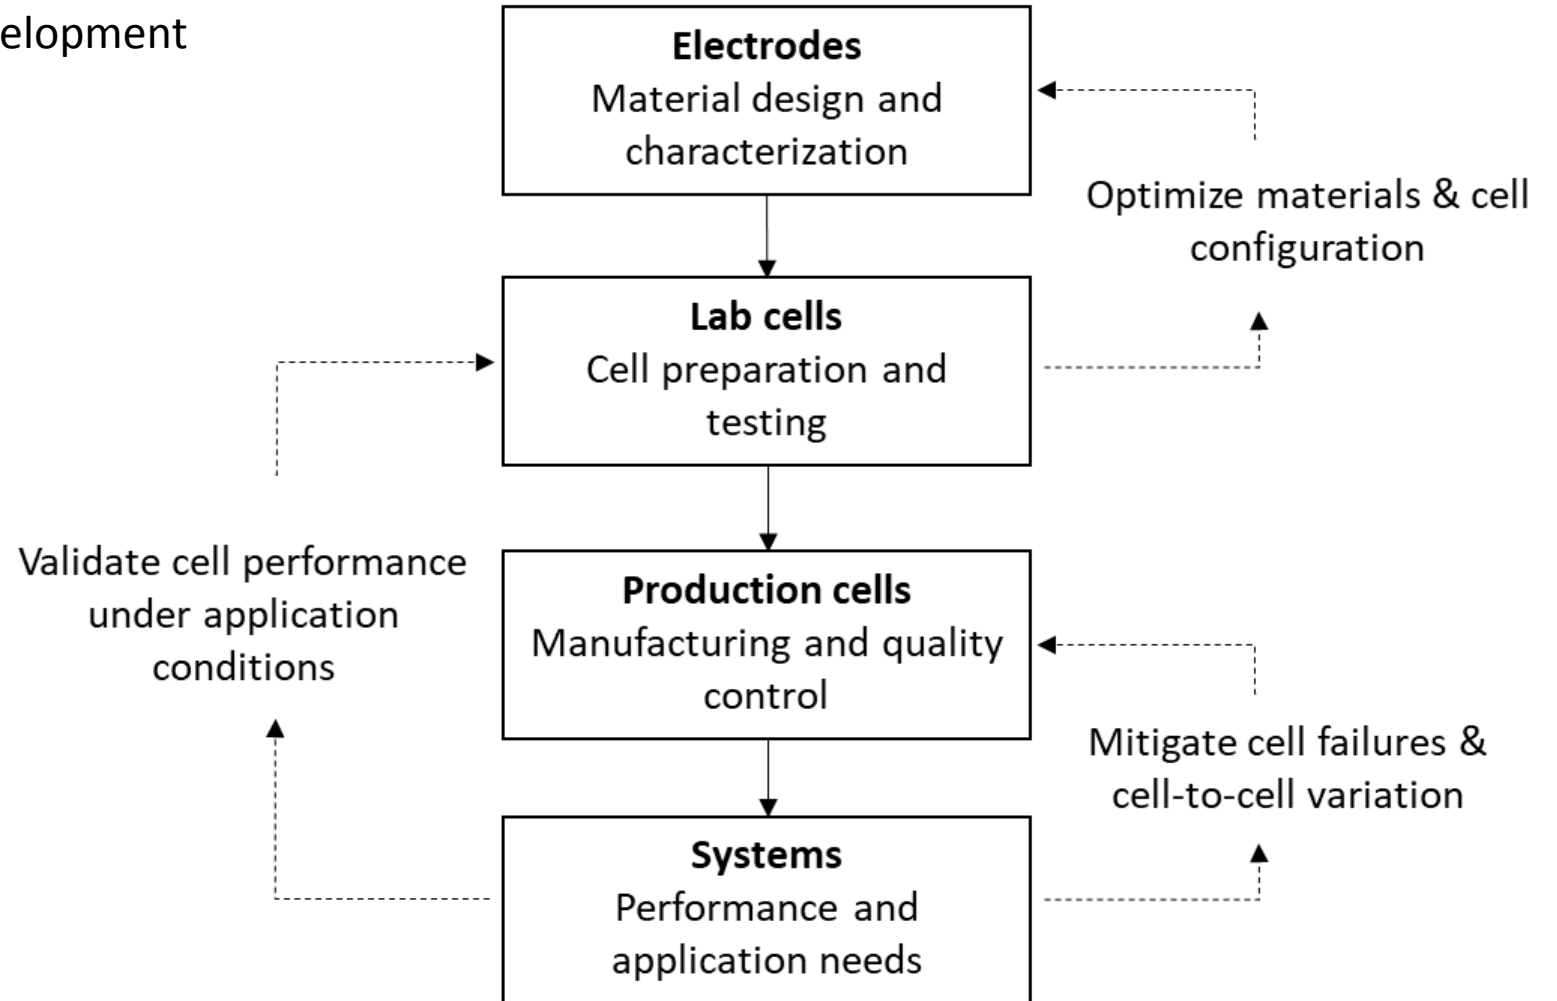 elopment
Electrodes
Material design and
characterization
Optimize materials & cell
configuration
Lab cells
Cell preparation and
testing
Validate cell performance
under application
conditions
Production cells
Manufacturing and quality
control
Mitigate cell failures &
cell-to-cell variation
Systems
Performance and
application needs